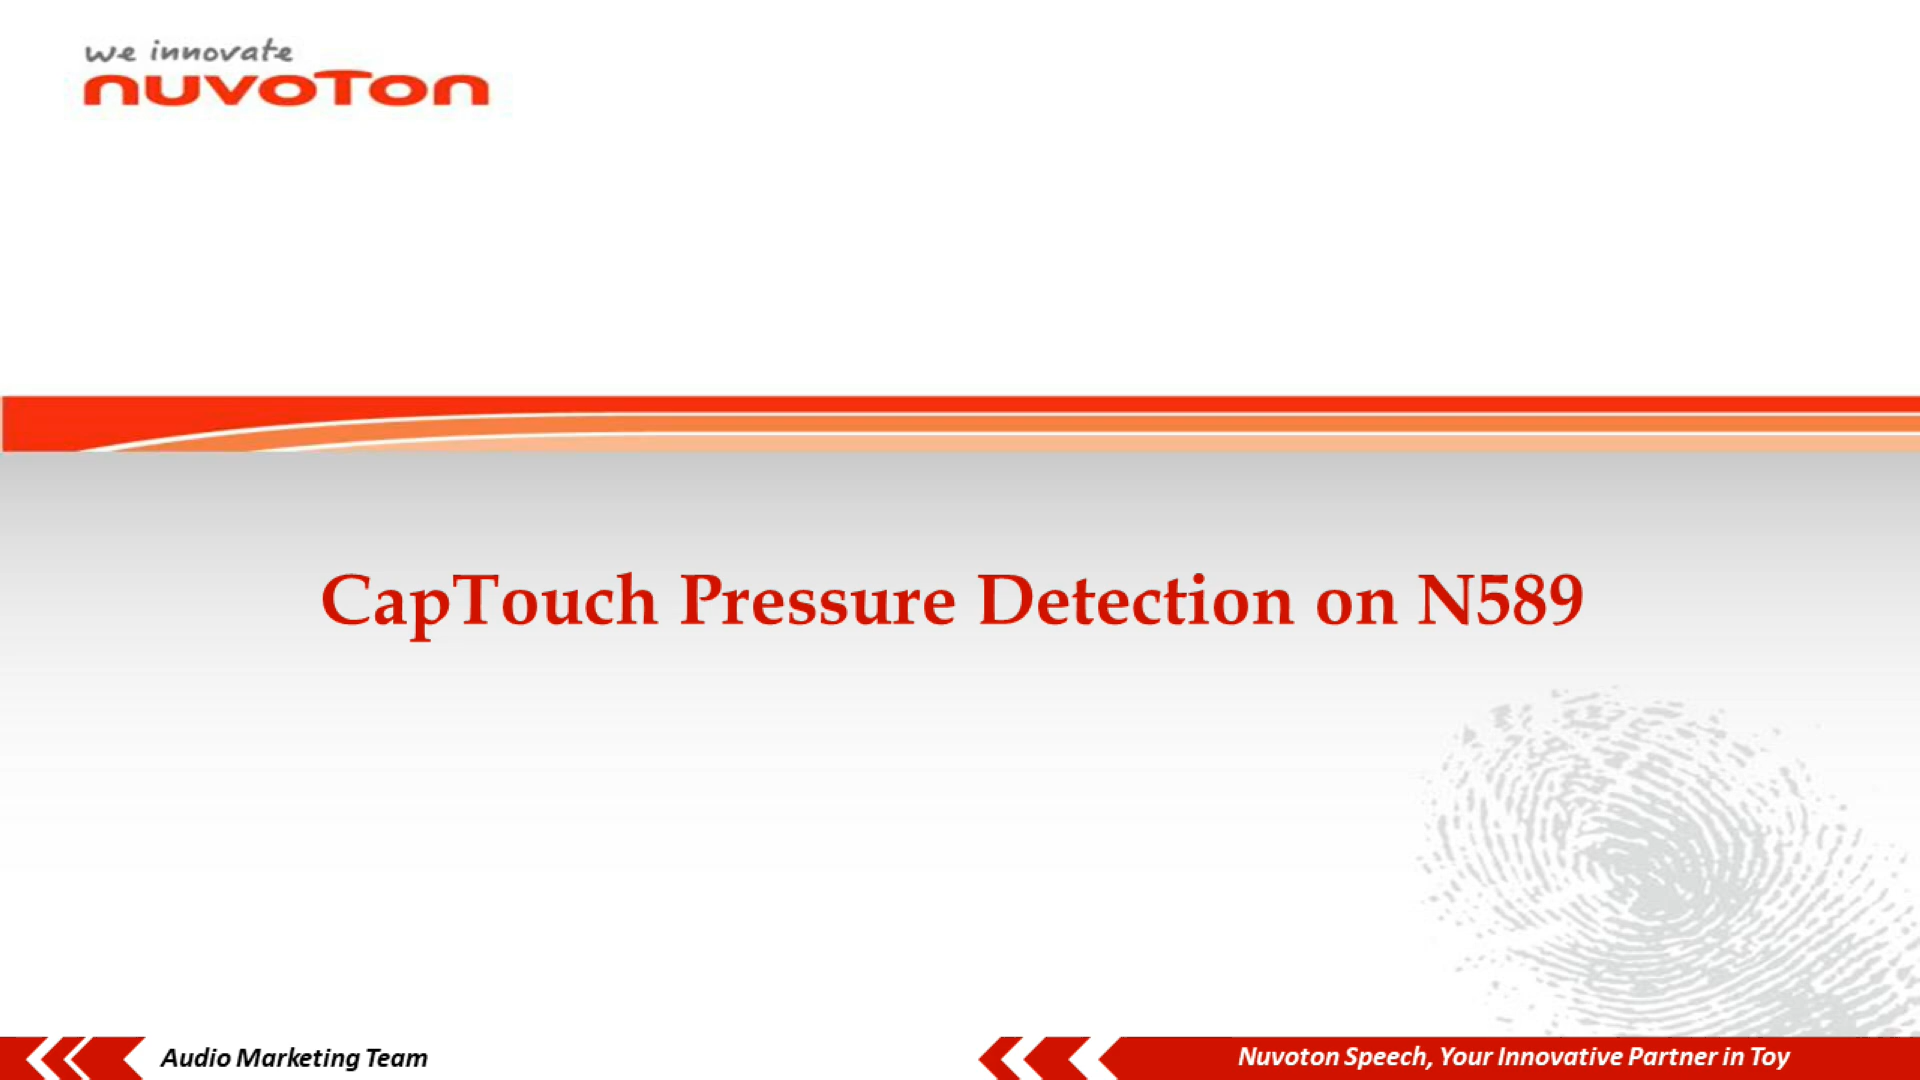 we innovate
nuvoTon
CapTouch Pressure Detection on N589
Audio Marketing Team
Nuvoton Speech, Your Innovative Partner in Toy